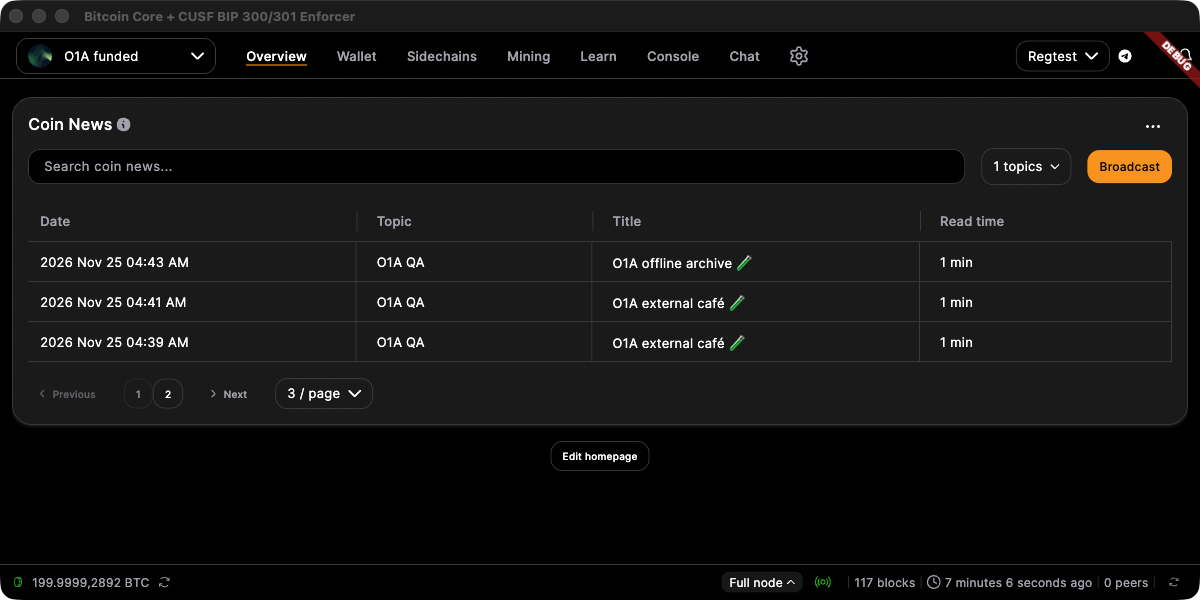 Bitcoin Core + CUSF BIP 300/301 Enforcer
O1A funded Overview Wallet Sidechains Mining Learn Console Chat Regtest DEBUG
Coin News
Search coin news... 1 topics Broadcast
Date Topic Title Read time
2026 Nov 25 04:43 AM O1A QA O1A offline archive 1 min
2026 Nov 25 04:41 AM O1A QA O1A external café 1 min
2026 Nov 25 04:39 AM O1A QA O1A external café 1 min
Previous 1 2 Next 3 / page
Edit homepage
199.9999,2892 BTC Full node 117 blocks 7 minutes 6 seconds ago 0 peers